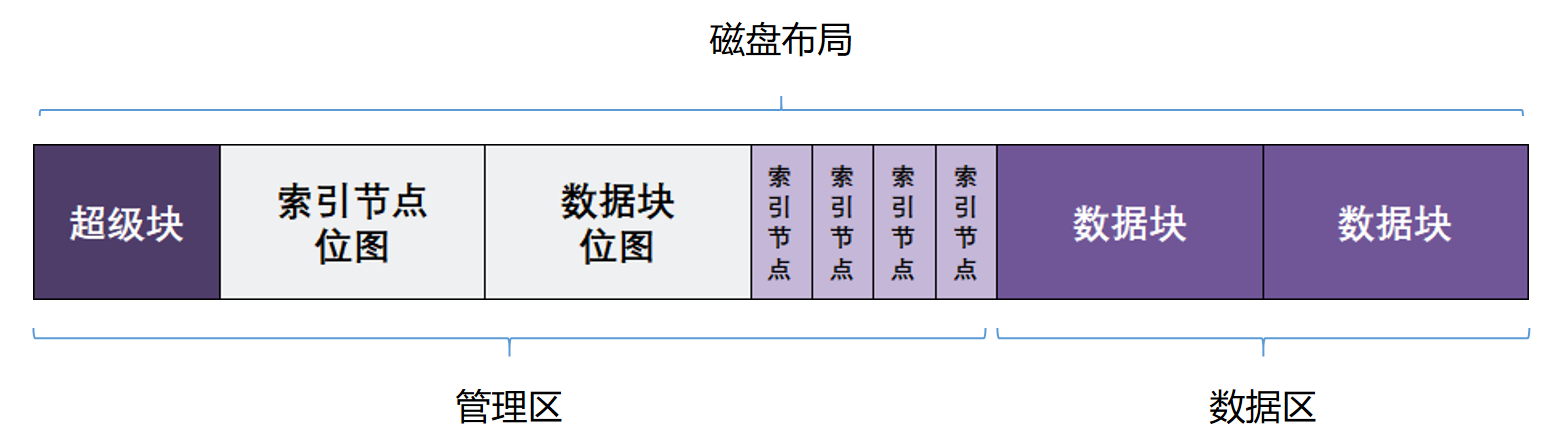 磁盘布局
超级块
索引节点
位图
数据块
位图
索引节点
索引节点
索引节点
索引节点
数据块
数据块
管理区
数据区